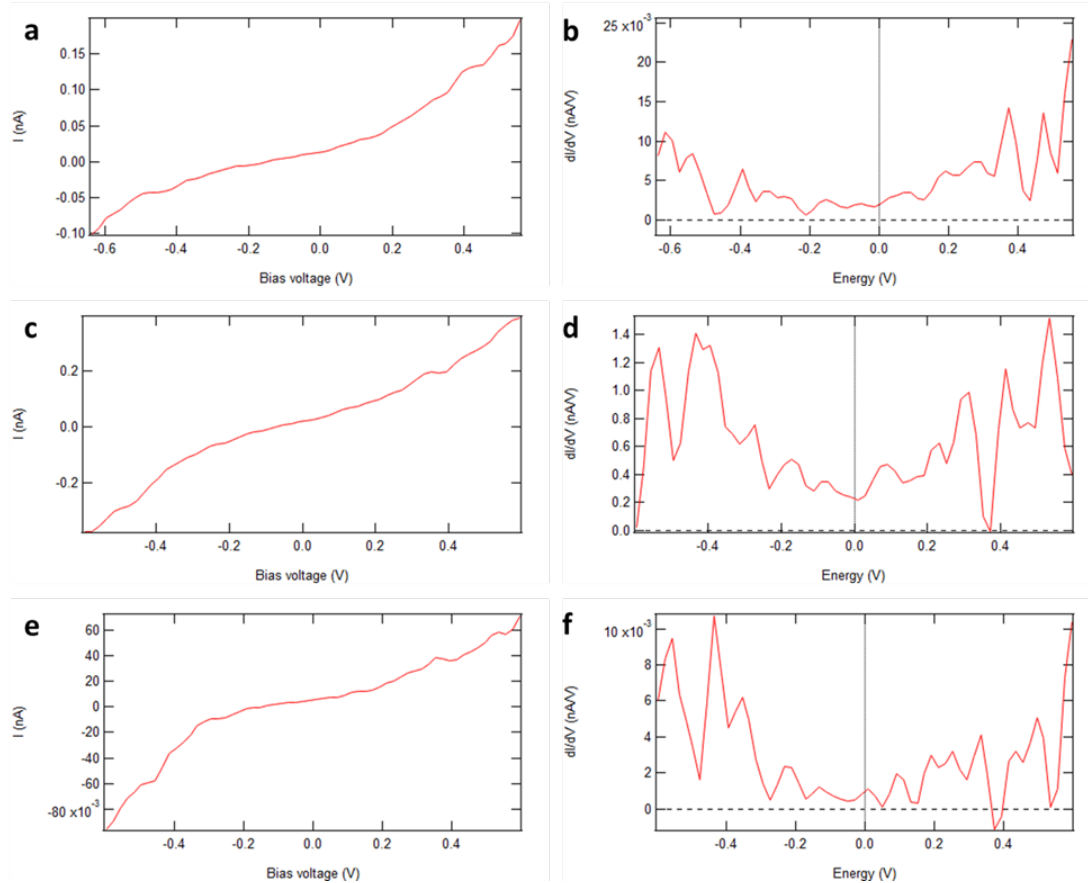 a
0.15
0.10
0.05
0.00
-0.05
-0.10
I (nA)
-0.6 -0.4 -0.2 0.0 0.2 0.4
Bias voltage (V)
b
25 x10-3
20
15
10
5
0
dI/dV (nA/V)
-0.6 -0.4 -0.2 0.0 0.2 0.4
Energy (V)
c
0.2
0.0
-0.2
I (nA)
-0.4 -0.2 0.0 0.2 0.4
Bias voltage (V)
d
1.4
1.2
1.0
0.8
0.6
0.4
0.2
0.0
dI/dV (nA/V)
-0.4 -0.2 0.0 0.2 0.4
Energy (V)
e
60
40
20
0
-20
-40
-60
-80 x10-3
I (nA)
-0.4 -0.2 0.0 0.2 0.4
Bias voltage (V)
f
10 x10-3
8
6
4
2
0
dI/dV (nA/V)
-0.4 -0.2 0.0 0.2 0.4
Energy (V)